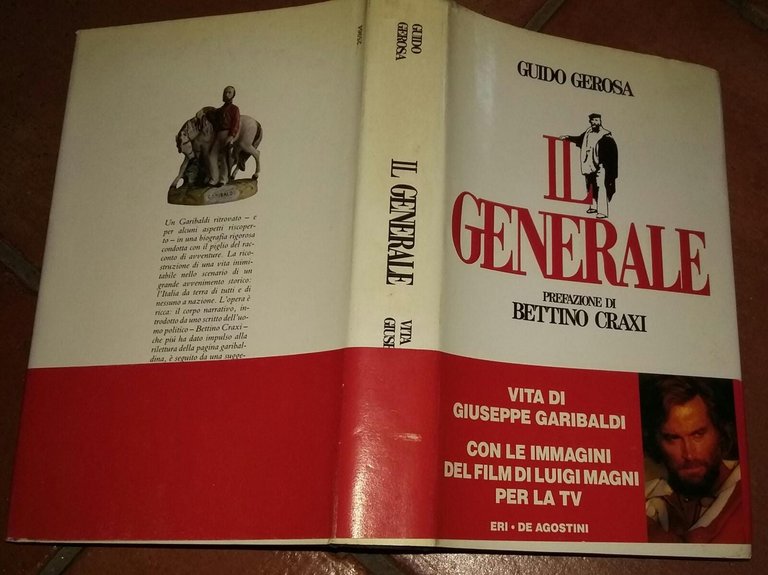 GARIBALDI
Un Garibaldi ritrovato – e
per alcuni aspetti riscoper-
to – in una biografia rigorosa
condotta con il piglio del rac-
conto di avventure. La rico-
struzione di una vita inimi-
tabile nello scenario di un
grande avvenimento storico:
l'Italia da terra di tutti e di
nessuno a nazione. L'opera è
ricca: il corpo narrativo, in-
trodotto da uno scritto dell'uo-
mo politico – Bettino Craxi –
che più ha dato impulso alla
rilettura della pagina garibal-
dina, è seguito da una sugge-
GUIDO
GEROSA
IL GENERALE
VITA
GIUSE
GUIDO GEROSA
IL
GENERALE
PREFAZIONE DI
BETTINO CRAXI
VITA DI
GIUSEPPE GARIBALDI
CON LE IMMAGINI
DEL FILM DI LUIGI MAGNI
PER LA TV
ERI • DE AGOSTINI